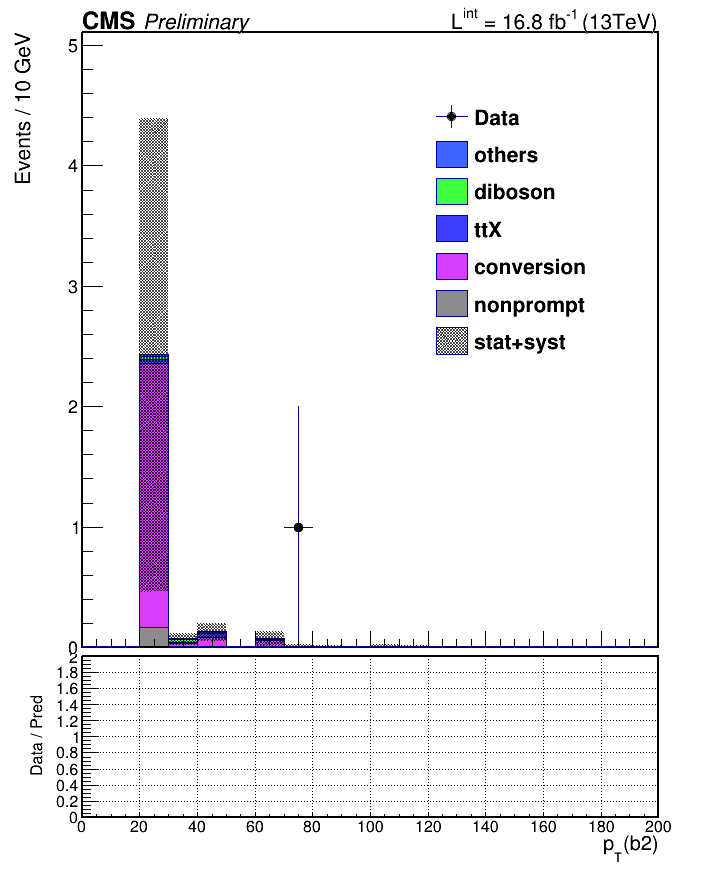 CMS Preliminary L^int = 16.8 fb^-1 (13TeV)
Events / 10 GeV
5
4
3
2
1
0
Data
others
diboson
ttX
conversion
nonprompt
stat+syst
Data / Pred
2
1.8
1.6
1.4
1.2
1
0.8
0.6
0.4
0.2
0
0 20 40 60 80 100 120 140 160 180 200
p_T(b2)